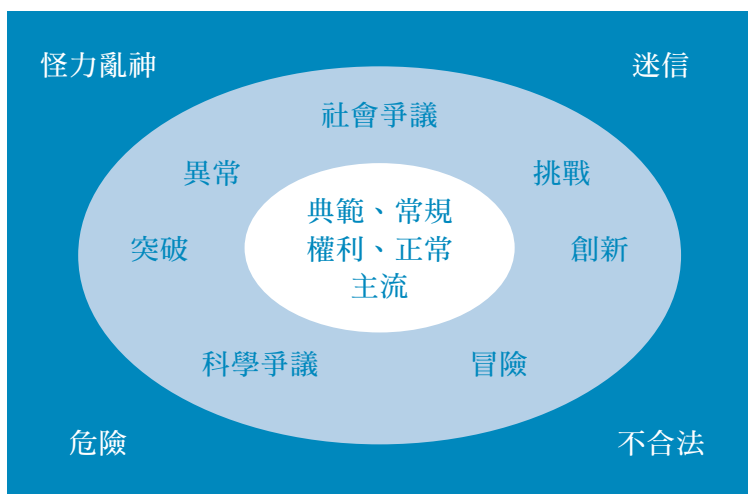 怪力亂神
迷信
社會爭議
異常
挑戰
典範、常規
權利、正常
主流
突破
創新
科學爭議
冒險
危險
不合法